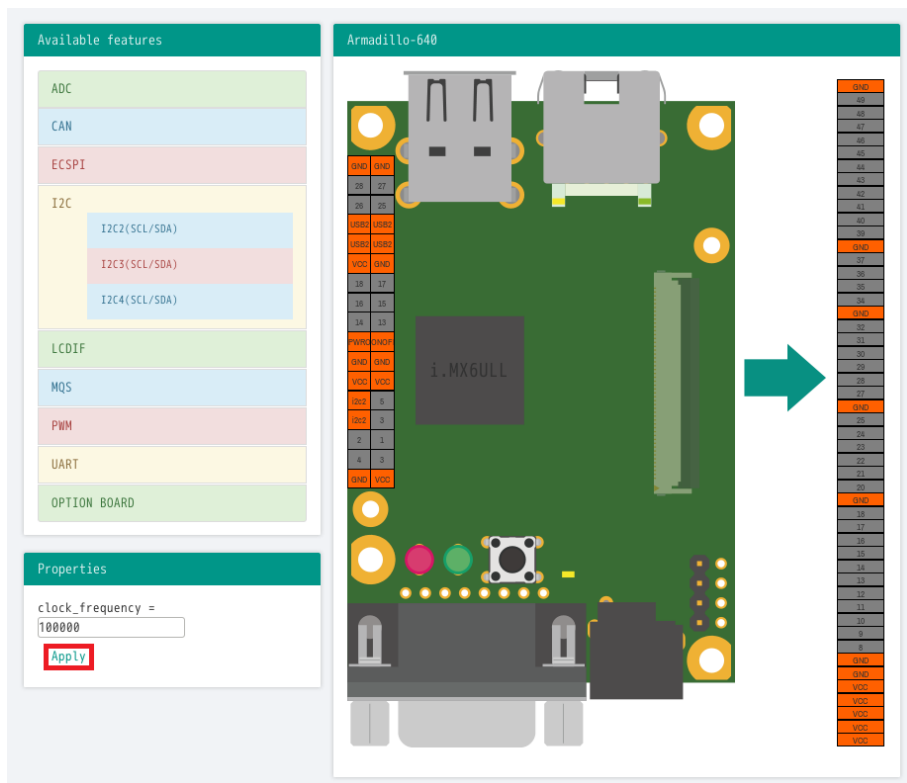 Available features
ADC
CAN
ECSPI
I2C
I2C2(SCL/SDA)
I2C3(SCL/SDA)
I2C4(SCL/SDA)
LCDIF
MQS
PWM
UART
OPTION BOARD
Properties
clock_frequency =
100000
Apply
Armadillo-640
GND GND
28 27
26 25
USB2 USB2
USB2 USB2
VCC GND
18 17
16 15
14 13
PWRO ONOF
GND GND
VCC VCC
i2c2 5
i2c2 3
2 1
4 3
GND VCC
i.MX6ULL
GND
49
48
47
46
45
44
43
42
41
40
39
GND
37
36
35
34
GND
32
31
30
29
28
27
GND
25
24
23
22
21
20
GND
18
17
16
15
14
13
12
11
10
9
8
GND
GND
VCC
VCC
VCC
VCC
VCC